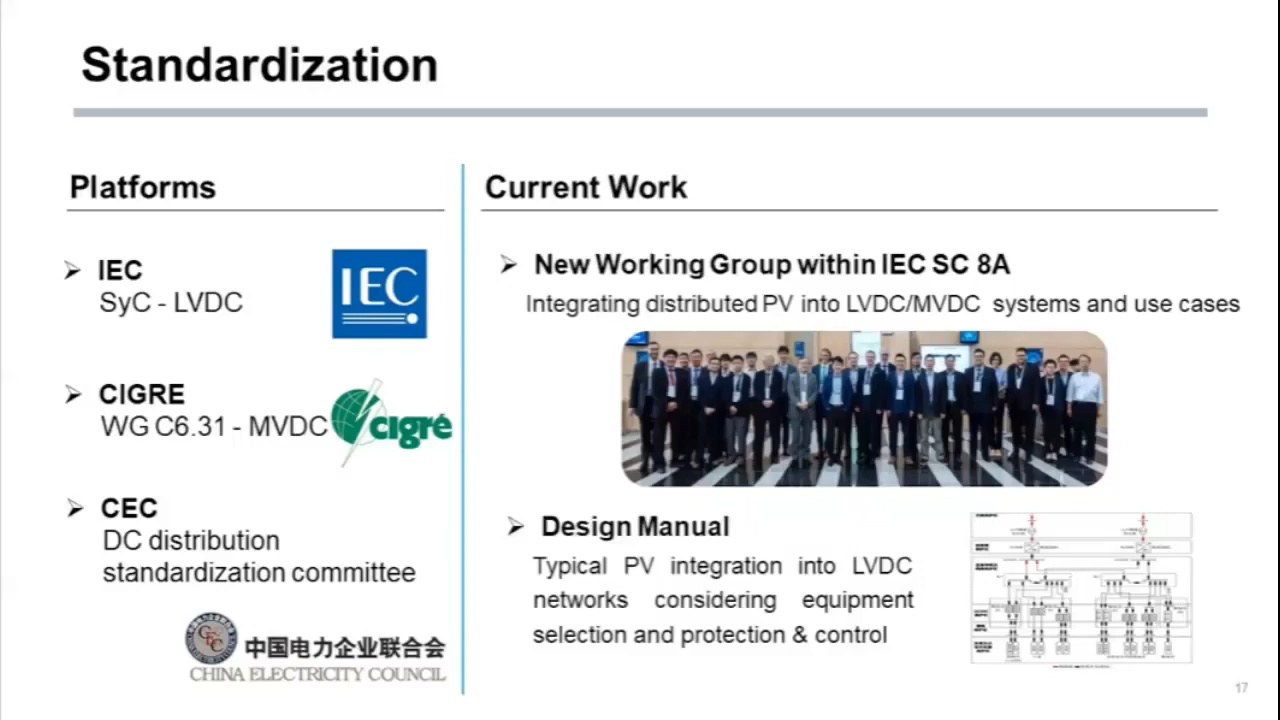 Standardization
Platforms
IEC
SyC - LVDC
IEC
CIGRE
WG C6.31 - MVDC
cigré
CEC
DC distribution
standardization committee
CEC
中国电力企业联合会
CHINA ELECTRICITY COUNCIL
Current Work
New Working Group within IEC SC 8A
Integrating distributed PV into LVDC/MVDC systems and use cases
Design Manual
Typical PV integration into LVDC
networks considering equipment
selection and protection & control
17